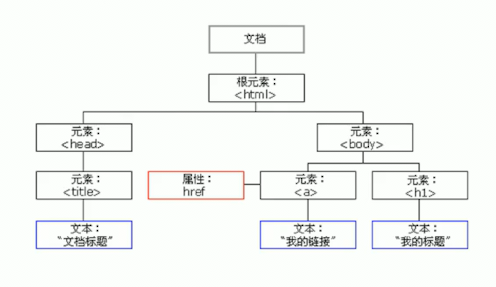 文档
根元素：
<html>
元素：
<head>
元素：
<body>
元素：
<title>
属性：
href
元素：
<a>
元素：
<h1>
文本：
“文档标题”
文本：
“我的链接”
文本：
“我的标题”